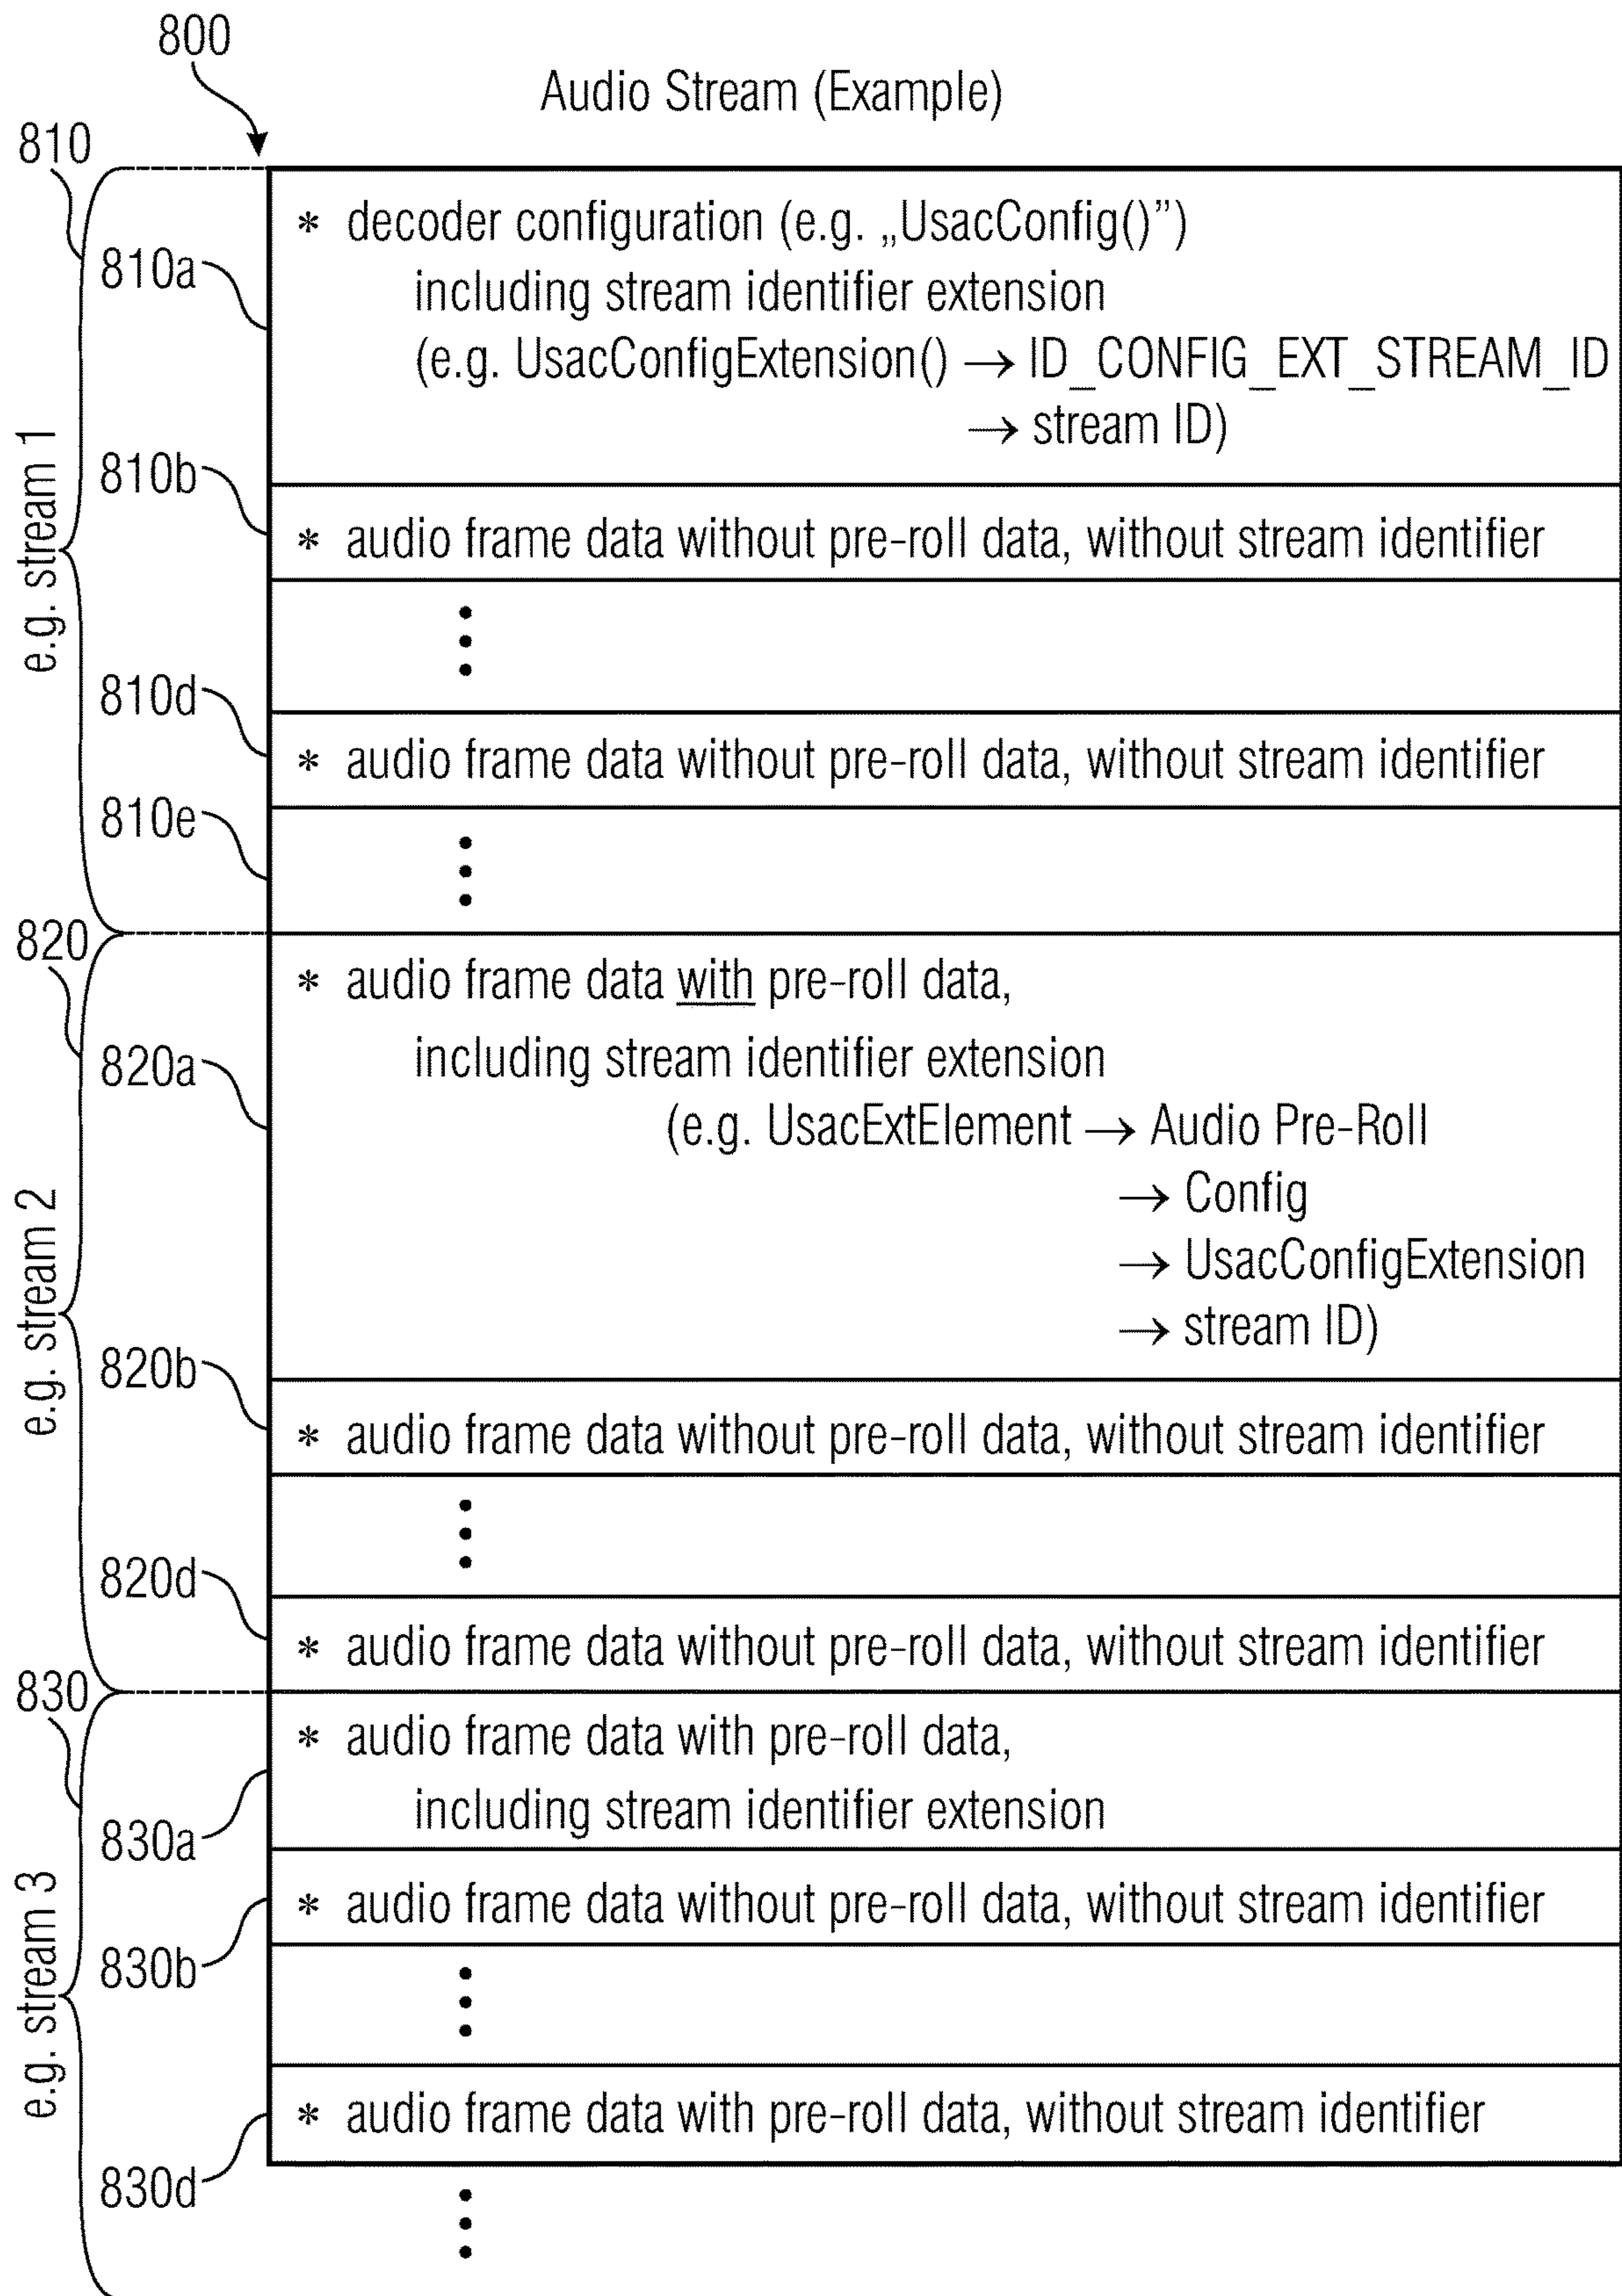 800
Audio Stream (Example)
810
* decoder configuration (e.g. „UsacConfig()”)
810a
including stream identifier extension
(e.g. UsacConfigExtension() → ID_CONFIG_EXT_STREAM_ID
→ stream ID)
e.g. stream 1
810b
* audio frame data without pre-roll data, without stream identifier
810d
* audio frame data without pre-roll data, without stream identifier
810e
820
* audio frame data with pre-roll data,
820a
including stream identifier extension
(e.g. UsacExtElement → Audio Pre-Roll
→ Config
→ UsacConfigExtension
→ stream ID)
e.g. stream 2
820b
* audio frame data without pre-roll data, without stream identifier
820d
* audio frame data without pre-roll data, without stream identifier
830
* audio frame data with pre-roll data,
including stream identifier extension
830a
e.g. stream 3
* audio frame data without pre-roll data, without stream identifier
830b
* audio frame data with pre-roll data, without stream identifier
830d